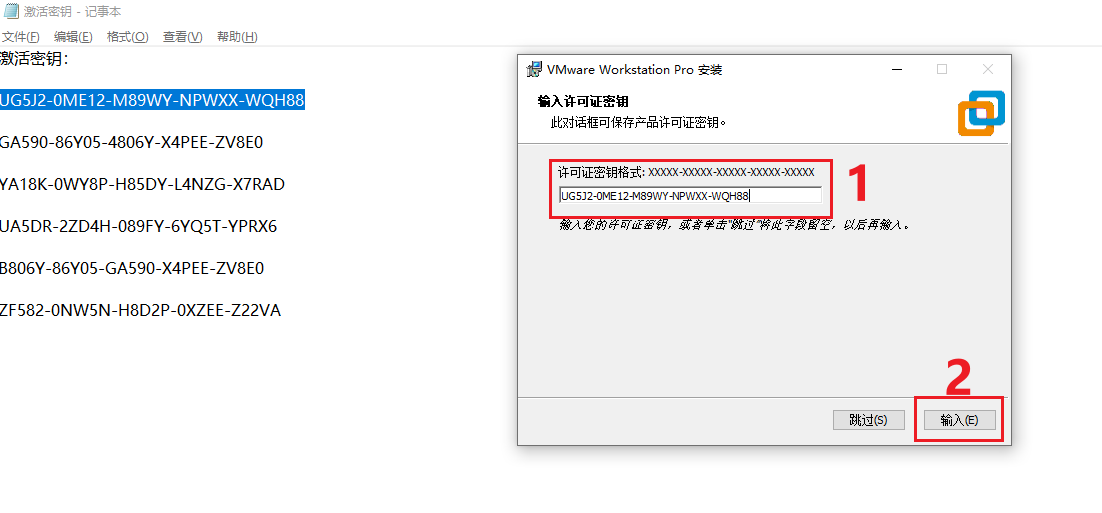 激活密钥 - 记事本
文件(F) 编辑(E) 格式(O) 查看(V) 帮助(H)
激活密钥：
UG5J2-0ME12-M89WY-NPWXX-WQH88
GA590-86Y05-4806Y-X4PEE-ZV8E0
YA18K-0WY8P-H85DY-L4NZG-X7RAD
UA5DR-2ZD4H-089FY-6YQ5T-YPRX6
B806Y-86Y05-GA590-X4PEE-ZV8E0
ZF582-0NW5N-H8D2P-0XZEE-Z22VA
VMware Workstation Pro 安装
输入许可证密钥
此对话框可保存产品许可证密钥。
许可证密钥格式: XXXXX-XXXXX-XXXXX-XXXXX-XXXXX
1
UG5J2-0ME12-M89WY-NPWXX-WQH88
输入您的许可证密钥，或者单击"跳过"将此字段留空，以后再输入。
2
跳过(S) 输入(E)